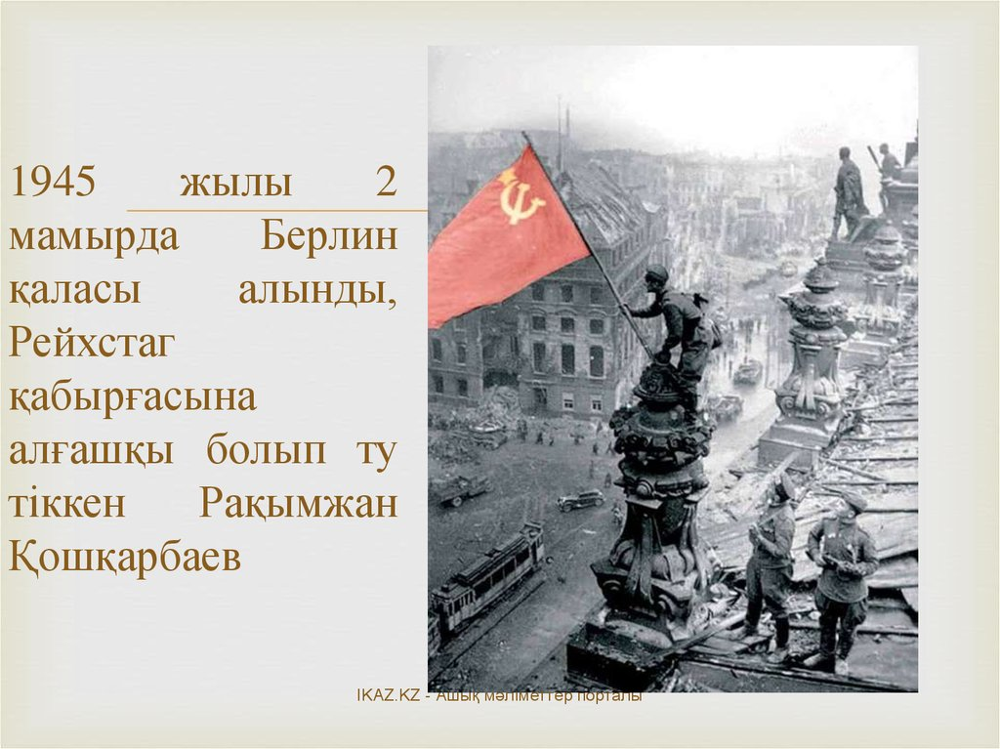 1945 жылы 2
мамырда Берлин
қаласы алынды,
Рейхстаг
қабырғасына
алғашқы болып ту
тіккен Рақымжан
Қошқарбаев
IKAZ.KZ - Ашық мәліметтер порталы